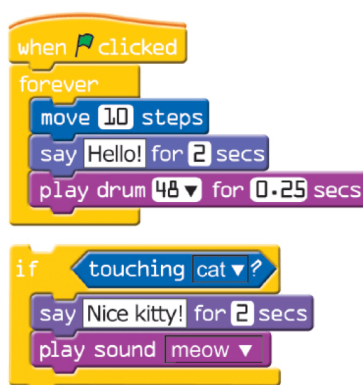 when clicked
forever
move 10 steps
say Hello! for 2 secs
play drum 48 for 0.25 secs
if touching cat ?
say Nice kitty! for 2 secs
play sound meow